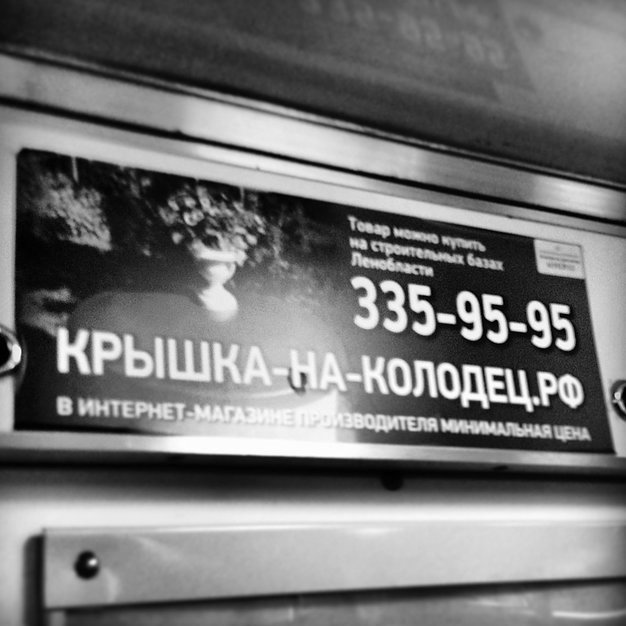 Товар можно купить
на строительных базах
Ленобласти
335-95-95
КРЫШКА-НА-КОЛОДЕЦ.РФ
В ИНТЕРНЕТ-МАГАЗИНЕ ПРОИЗВОДИТЕЛЯ МИНИМАЛЬНАЯ ЦЕНА